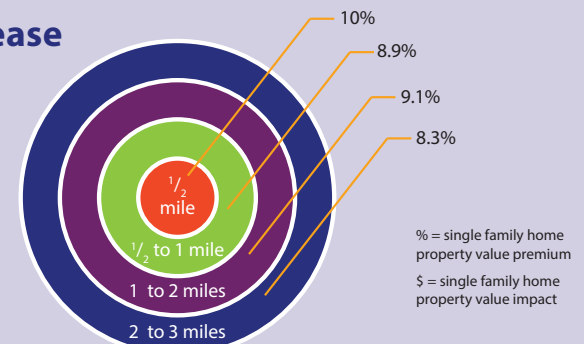 ease
10%
8.9%
9.1%
8.3%
1/2
mile
1/2 to 1 mile
1 to 2 miles
2 to 3 miles
% = single family home
property value premium
$ = single family home
property value impact